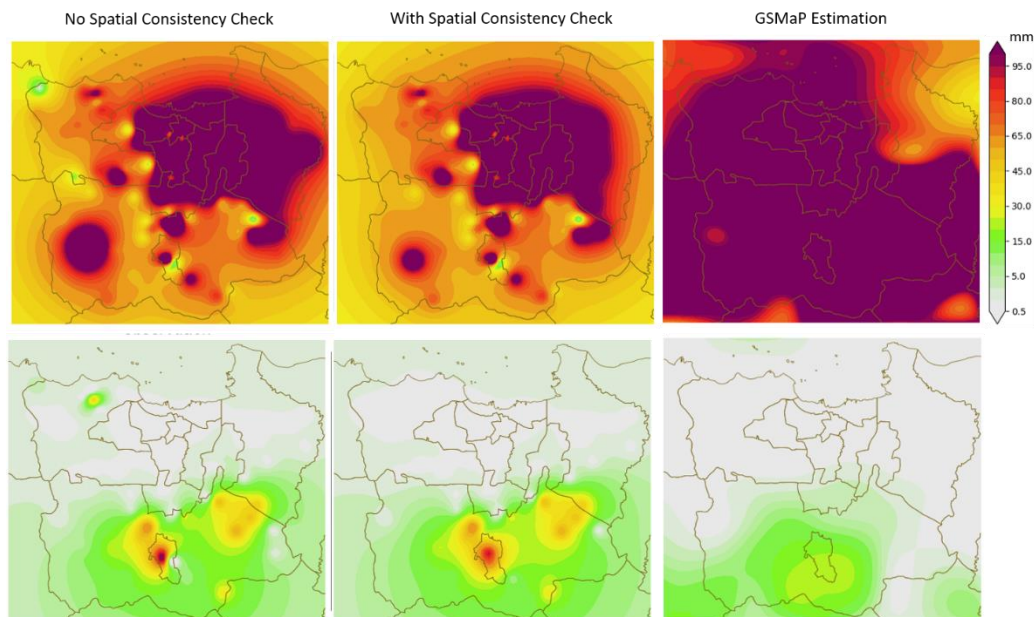 No Spatial Consistency Check
With Spatial Consistency Check
GSMaP Estimation
mm
95.0
80.0
65.0
45.0
30.0
15.0
5.0
0.5